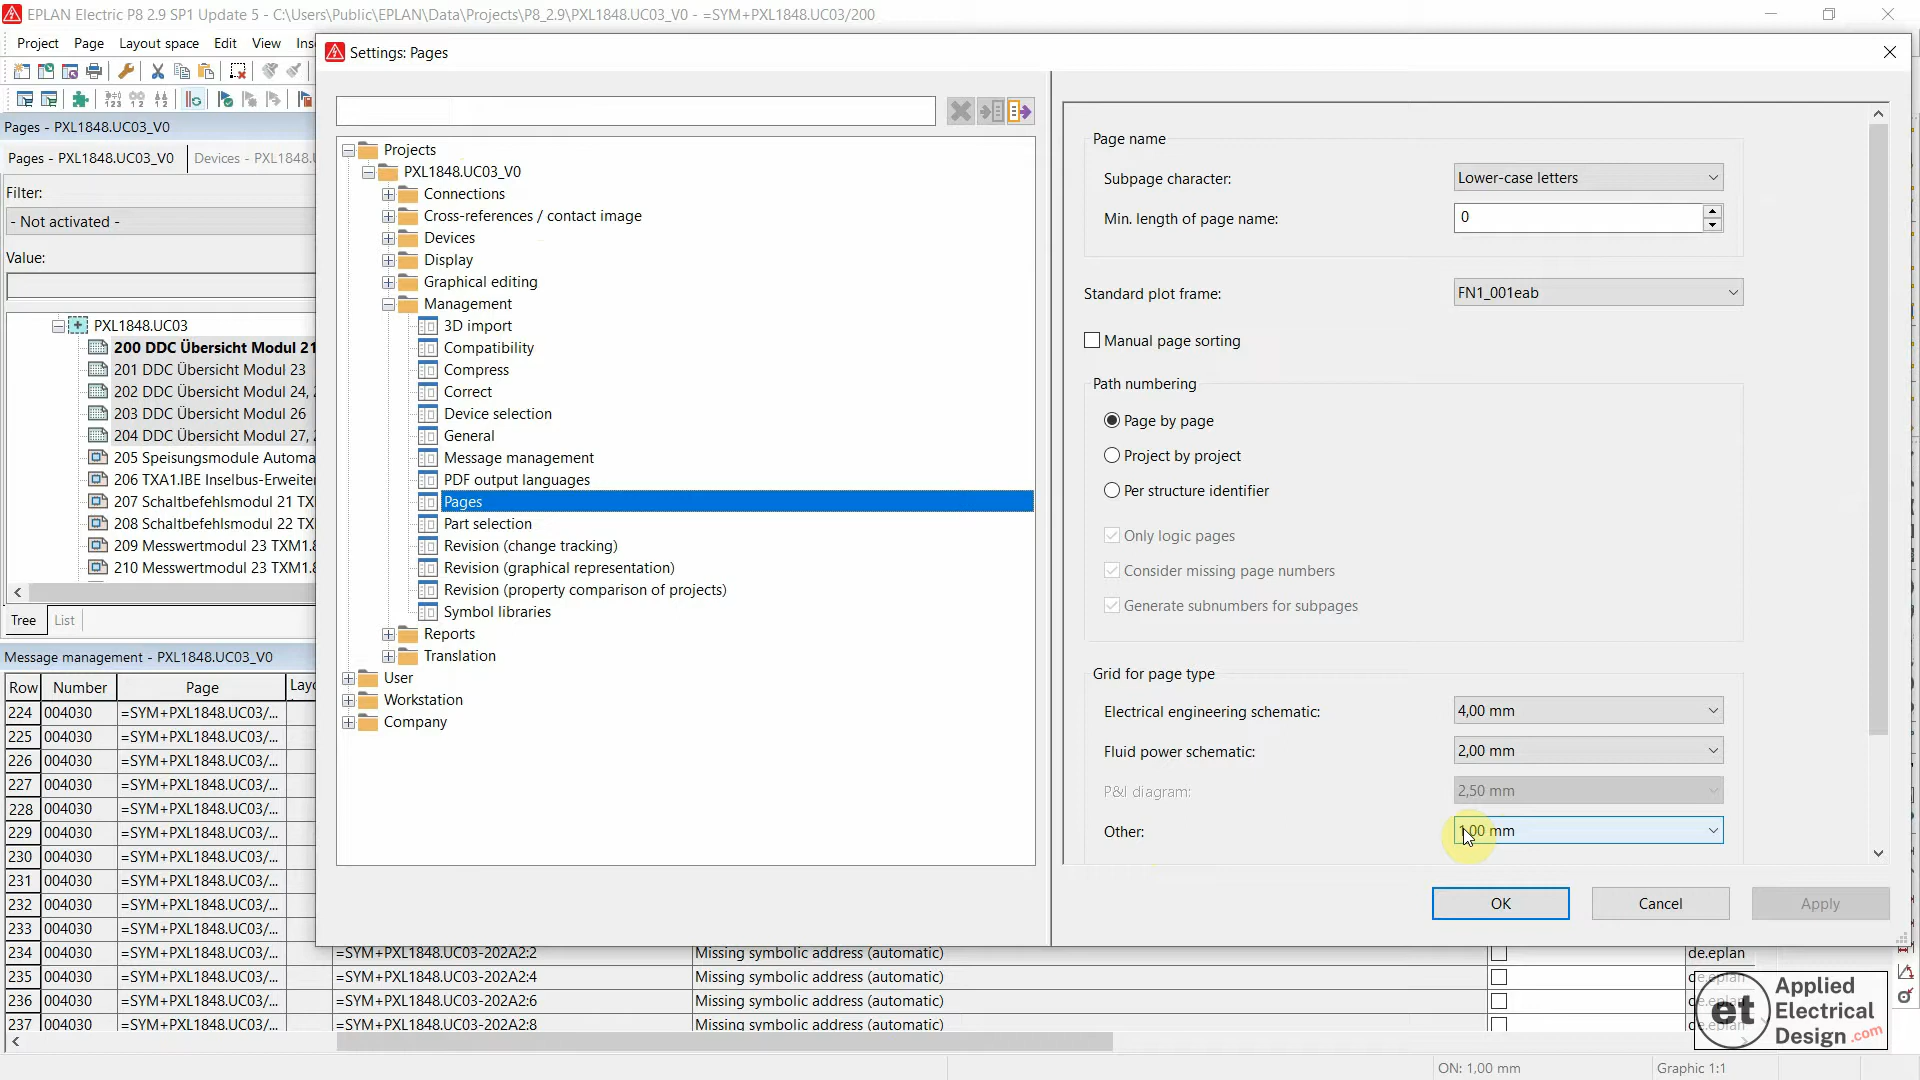 EPLAN Electric P8 2.9 SP1 Update 5 - C:\Users\Public\EPLAN\Data\Projects\P8_2.9\PXL1848.UC03_V0 - =SYM+PXL1848.UC03/200
Project Page Layout space Edit View
Settings: Pages
Pages - PXL1848.UC03_V0
Pages - PXL1848.UC03_V0 Devices - PXL1848.
Filter:
- Not activated -
Value:
PXL1848.UC03
200 DDC Übersicht Modul 21
201 DDC Übersicht Modul 23
202 DDC Übersicht Modul 24,
203 DDC Übersicht Modul 26
204 DDC Übersicht Modul 27,
205 Speisungsmodule Automa
206 TXA1.IBE Inselbus-Erweiter
207 Schaltbefehlsmodul 21 TX
208 Schaltbefehlsmodul 22 TX
209 Messwertmodul 23 TXM1.8
210 Messwertmodul 23 TXM1.8
Tree List
Projects
PXL1848.UC03_V0
Connections
Cross-references / contact image
Devices
Display
Graphical editing
Management
3D import
Compatibility
Compress
Correct
Device selection
General
Message management
PDF output languages
Pages
Part selection
Revision (change tracking)
Revision (graphical representation)
Revision (property comparison of projects)
Symbol libraries
Reports
Translation
User
Workstation
Company
Page name
Subpage character: Lower-case letters
Min. length of page name: 0
Standard plot frame: FN1_001eab
Manual page sorting
Path numbering
Page by page
Project by project
Per structure identifier
Only logic pages
Consider missing page numbers
Generate subnumbers for subpages
Grid for page type
Electrical engineering schematic: 4,00 mm
Fluid power schematic: 2,00 mm
P&I diagram: 2,50 mm
Other: 1,00 mm
OK Cancel Apply
Message management - PXL1848.UC03_V0
Row Number Page
224 004030 =SYM+PXL1848.UC03/...
225 004030 =SYM+PXL1848.UC03/...
226 004030 =SYM+PXL1848.UC03/...
227 004030 =SYM+PXL1848.UC03/...
228 004030 =SYM+PXL1848.UC03/...
229 004030 =SYM+PXL1848.UC03/...
230 004030 =SYM+PXL1848.UC03/...
231 004030 =SYM+PXL1848.UC03/...
232 004030 =SYM+PXL1848.UC03/...
233 004030 =SYM+PXL1848.UC03/...
234 004030 =SYM+PXL1848.UC03/... =SYM+PXL1848.UC03-202A2:2 Missing symbolic address (automatic) de.eplan
235 004030 =SYM+PXL1848.UC03/... =SYM+PXL1848.UC03-202A2:4 Missing symbolic address (automatic) de.eplan
236 004030 =SYM+PXL1848.UC03/... =SYM+PXL1848.UC03-202A2:6 Missing symbolic address (automatic)
237 004030 =SYM+PXL1848.UC03/... =SYM+PXL1848.UC03-202A2:8 Missing symbolic address (automatic)
et Applied
Electrical
Design.com
ON: 1,00 mm Graphic 1:1